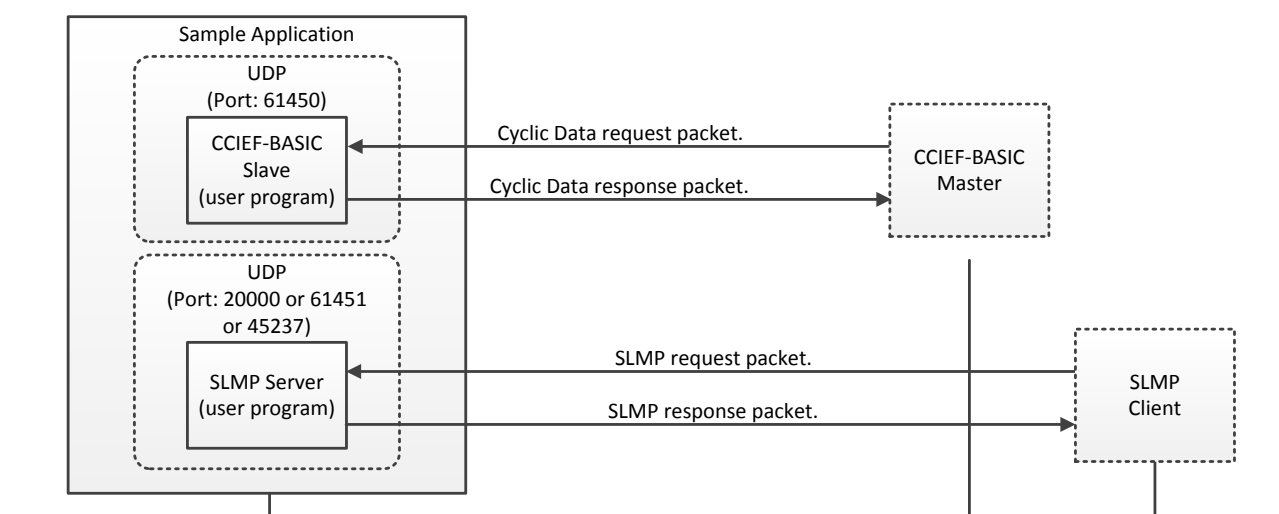 Sample Application
UDP
(Port: 61450)
CCIEF-BASIC
Slave
(user program)
Cyclic Data request packet.
Cyclic Data response packet.
CCIEF-BASIC
Master
UDP
(Port: 20000 or 61451
or 45237)
SLMP Server
(user program)
SLMP request packet.
SLMP response packet.
SLMP
Client